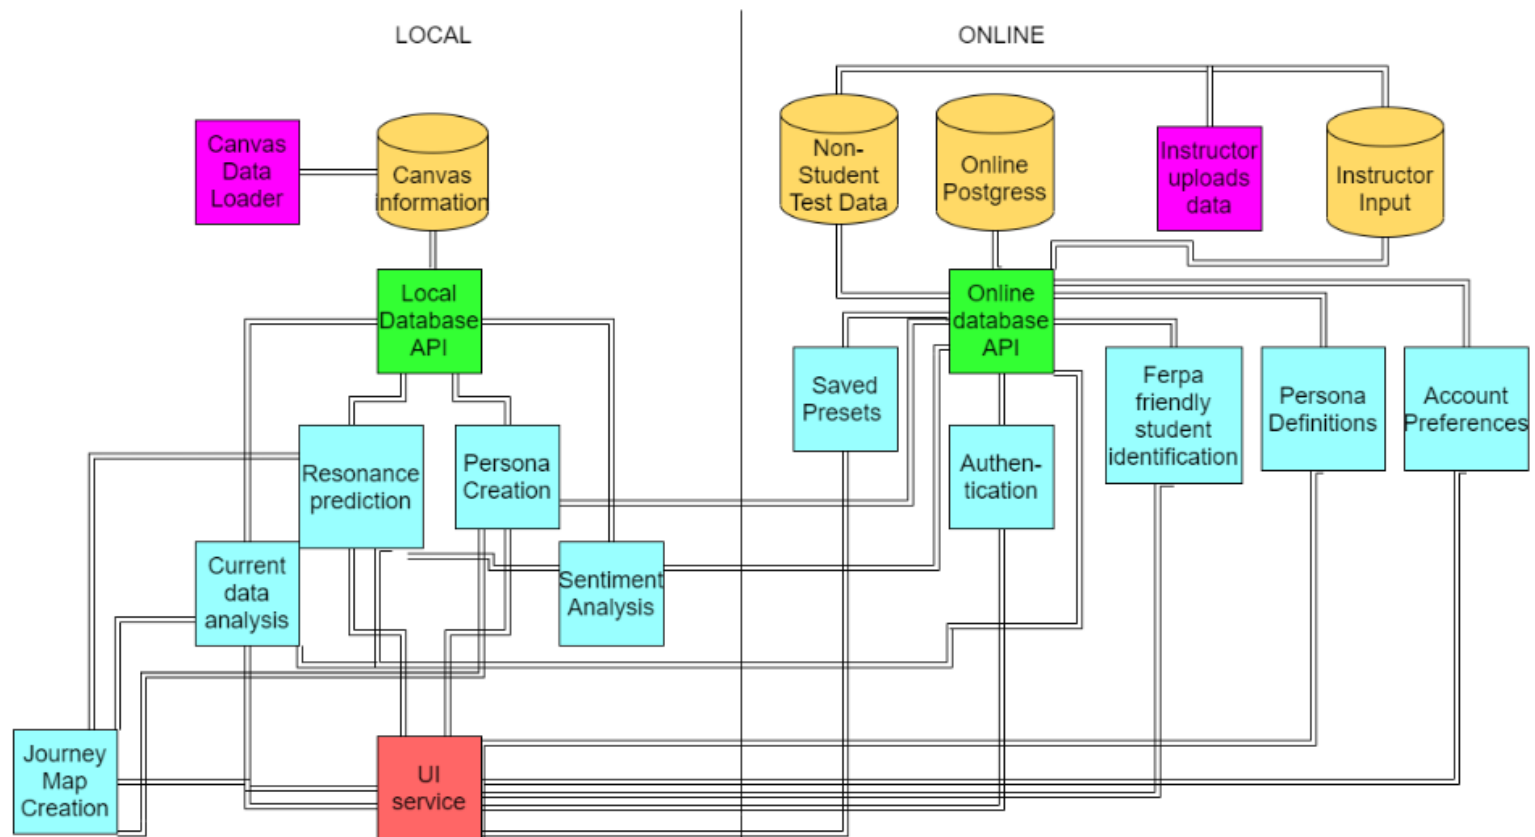 LOCAL
ONLINE
Canvas
Data
Loader
Canvas
information
Non-
Student
Test Data
Online
Postgress
Instructor
uploads
data
Instructor
Input
Local
Database
API
Online
database
API
Saved
Presets
Ferpa
friendly
student
identification
Persona
Definitions
Account
Preferences
Resonance
prediction
Persona
Creation
Authen-
tication
Current
data
analysis
Sentiment
Analysis
Journey
Map
Creation
UI
service